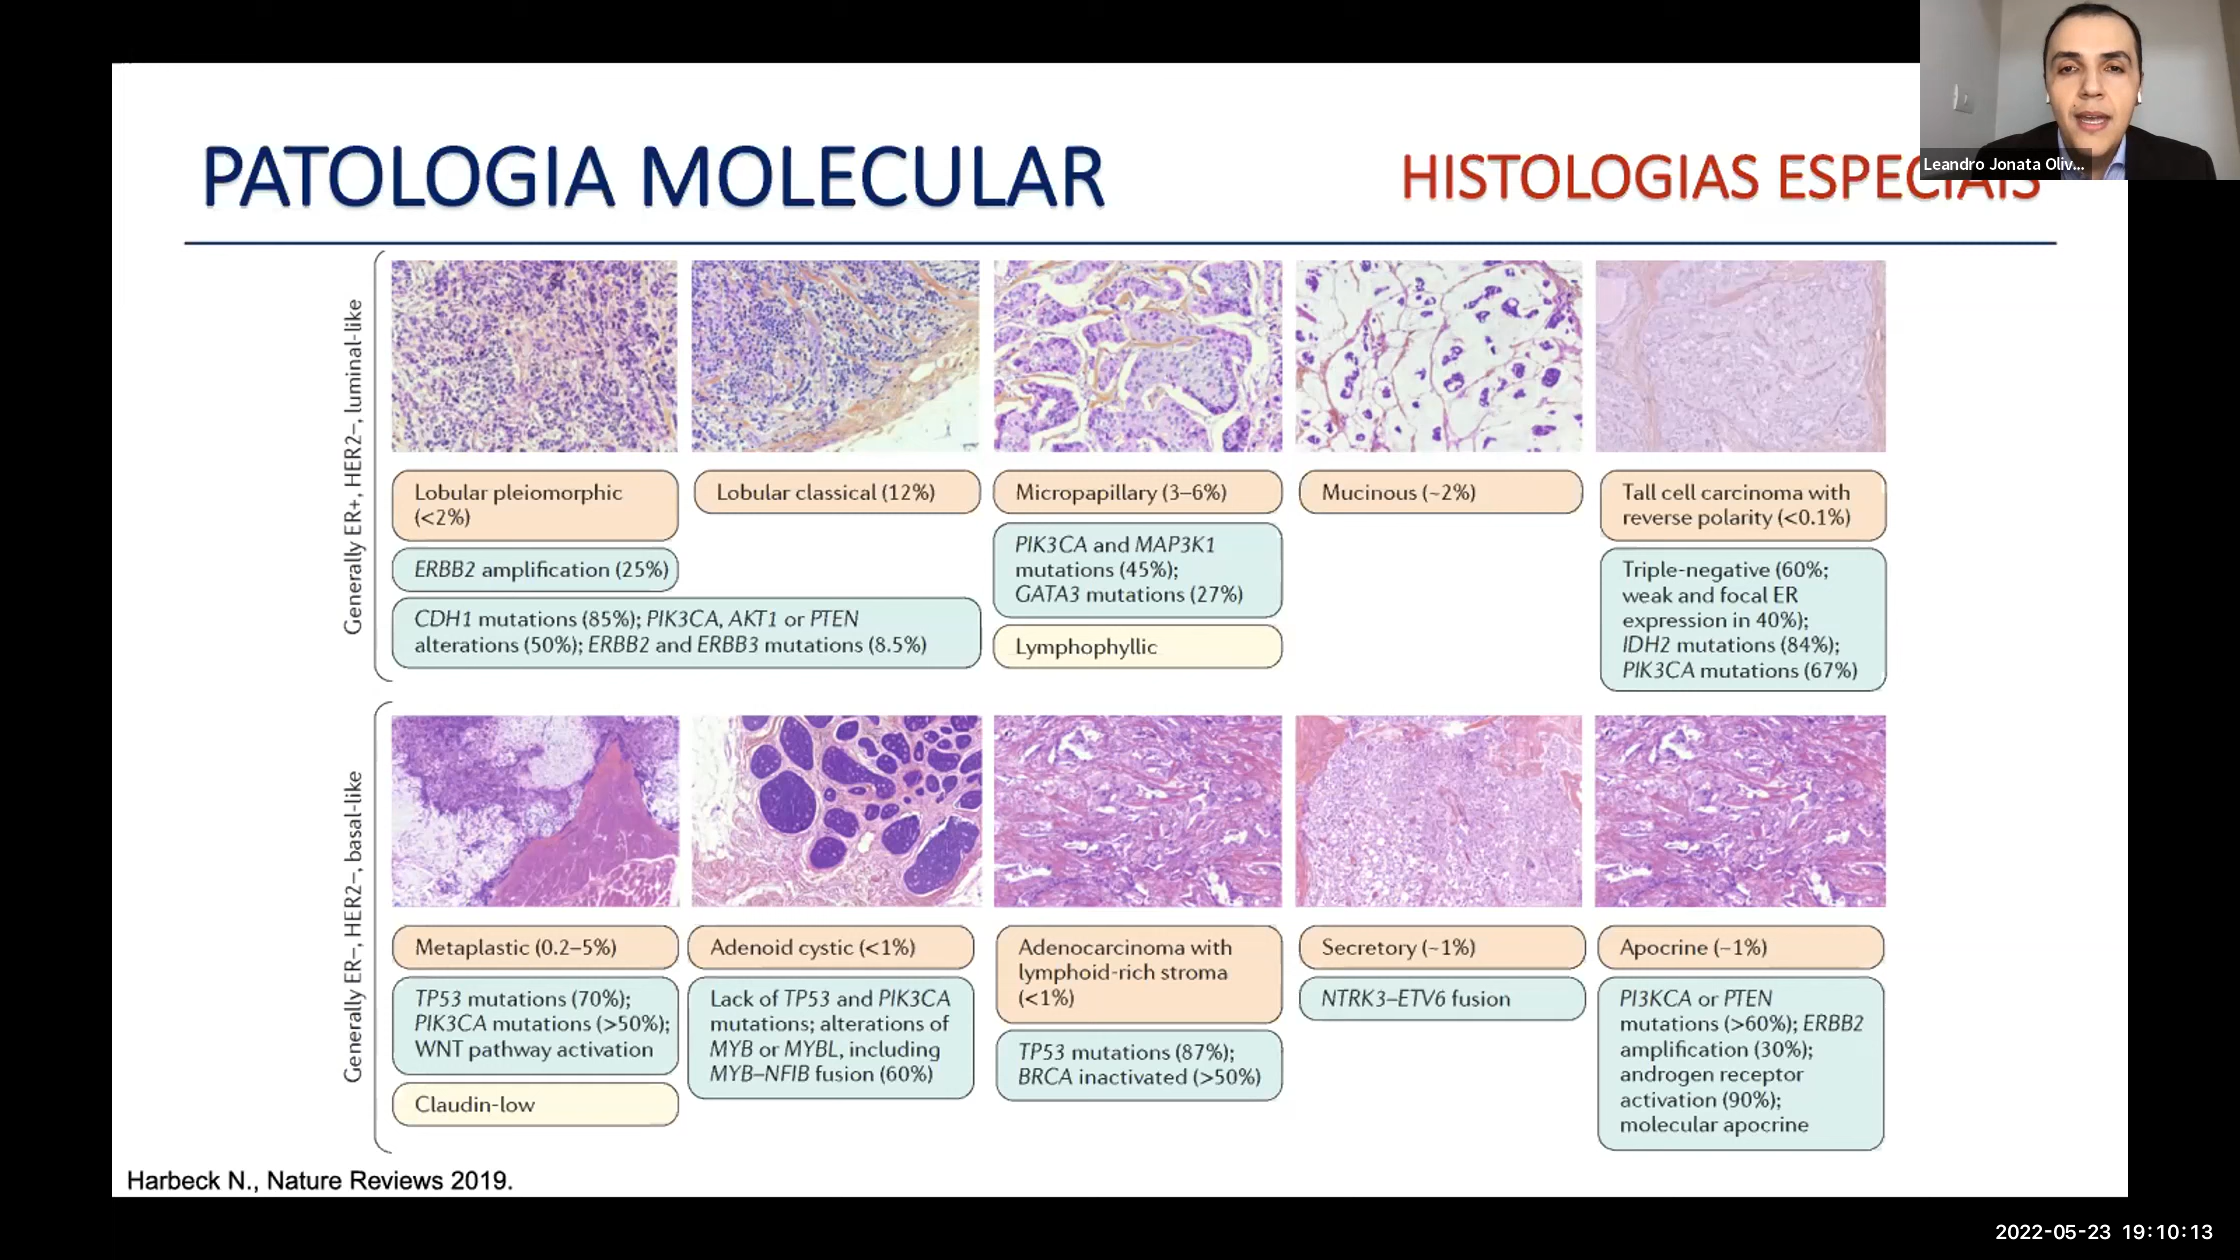 PATOLOGIA MOLECULAR
HISTOLOGIAS ESPECIAIS
Leandro Jonata Oliv...
Generally ER+, HER2−, luminal-like
Lobular pleiomorphic
(<2%)
ERBB2 amplification (25%)
Lobular classical (12%)
CDH1 mutations (85%); PIK3CA, AKT1 or PTEN
alterations (50%); ERBB2 and ERBB3 mutations (8.5%)
Micropapillary (3–6%)
PIK3CA and MAP3K1
mutations (45%);
GATA3 mutations (27%)
Lymphophyllic
Mucinous (~2%)
Tall cell carcinoma with
reverse polarity (<0.1%)
Triple-negative (60%;
weak and focal ER
expression in 40%);
IDH2 mutations (84%);
PIK3CA mutations (67%)
Generally ER−, HER2−, basal-like
Metaplastic (0.2–5%)
TP53 mutations (70%);
PIK3CA mutations (>50%);
WNT pathway activation
Claudin-low
Adenoid cystic (<1%)
Lack of TP53 and PIK3CA
mutations; alterations of
MYB or MYBL, including
MYB–NFIB fusion (60%)
Adenocarcinoma with
lymphoid-rich stroma
(<1%)
TP53 mutations (87%);
BRCA inactivated (>50%)
Secretory (~1%)
NTRK3–ETV6 fusion
Apocrine (~1%)
PI3KCA or PTEN
mutations (>60%); ERBB2
amplification (30%);
androgen receptor
activation (90%);
molecular apocrine
Harbeck N., Nature Reviews 2019.
2022-05-23 19:10:13